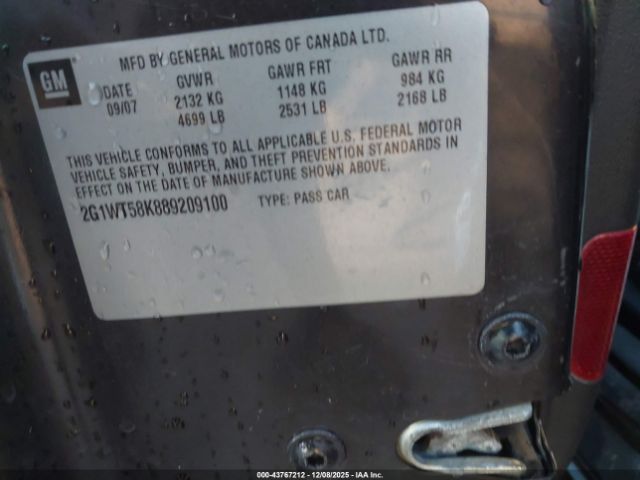 MFD BY GENERAL MOTORS OF CANADA LTD.
GM
DATE GVWR GAWR FRT GAWR RR
09/07 2132 KG 1148 KG 984 KG
4699 LB 2531 LB 2168 LB
THIS VEHICLE CONFORMS TO ALL APPLICABLE U.S. FEDERAL MOTOR
VEHICLE SAFETY, BUMPER, AND THEFT PREVENTION STANDARDS IN
EFFECT ON THE DATE OF MANUFACTURE SHOWN ABOVE.
2G1WT58K889209100 TYPE: PASS CAR
000-43767212 - 12/08/2025 - IAA Inc.